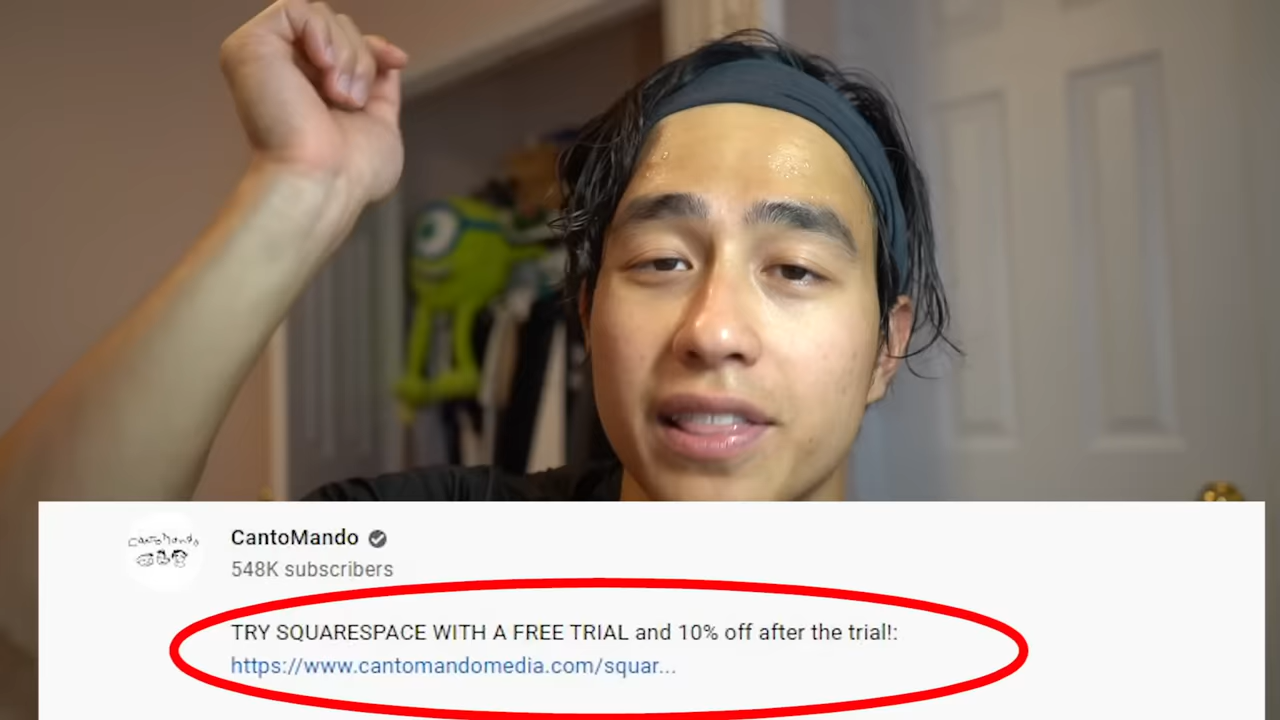 CantoMando
CantoMando
548K subscribers
TRY SQUARESPACE WITH A FREE TRIAL and 10% off after the trial!:
https://www.cantomandomedia.com/squar...